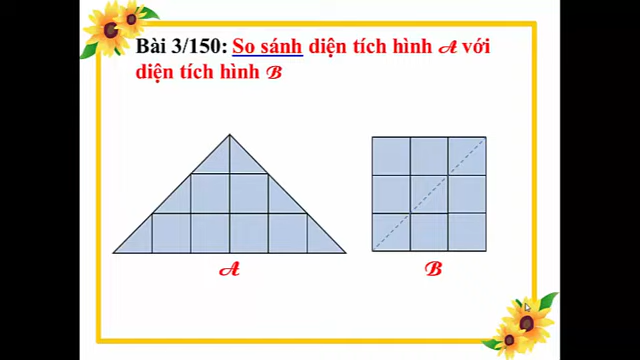 Bài 3/150: So sánh diện tích hình A với
diện tích hình B
A
B